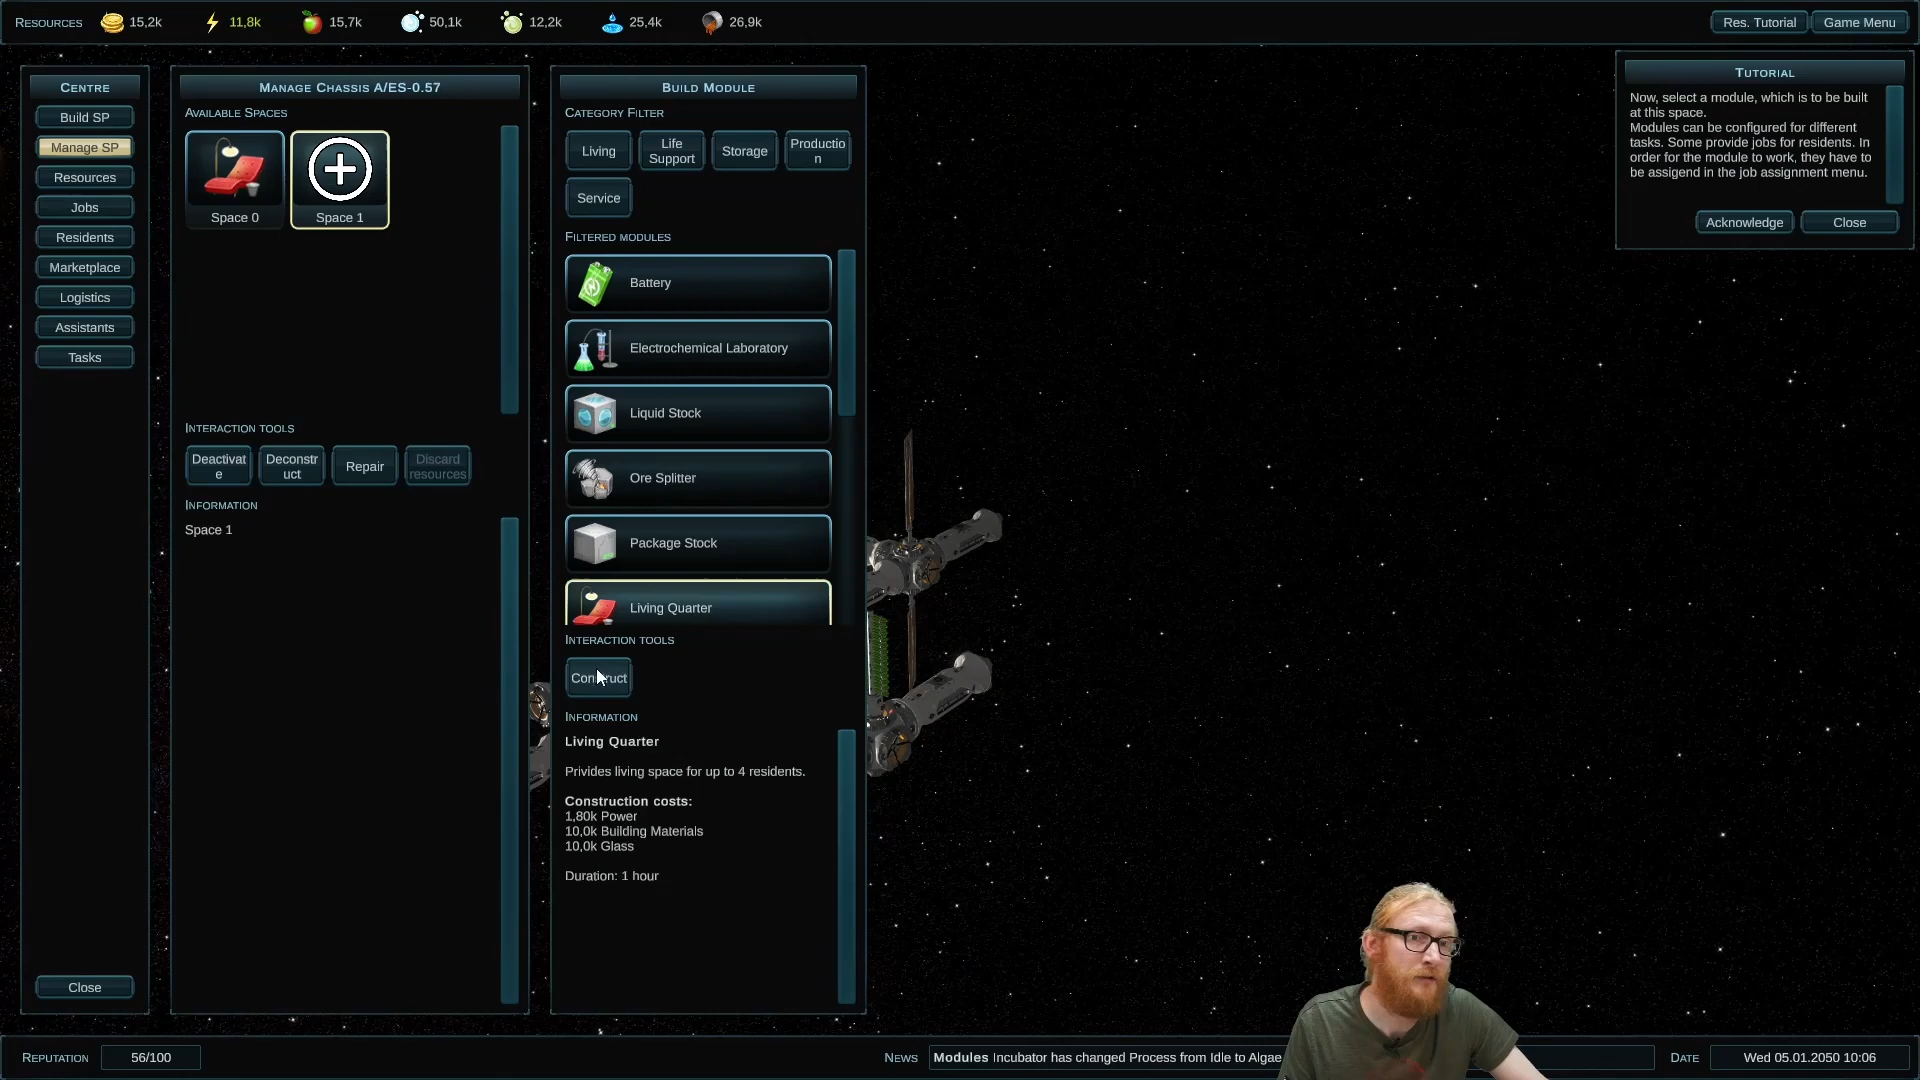 Resources 15,2k 11,8k 15,7k 50,1k 12,2k 25,4k 26,9k Res. Tutorial Game Menu
Centre
Build SP
Manage SP
Resources
Jobs
Residents
Marketplace
Logistics
Assistants
Tasks
Close
Manage Chassis A/ES-0.57
Available Spaces
Space 0 Space 1
Interaction tools
Deactivat
e
Deconstr
uct
Repair
Discard
resources
Information
Space 1
Build Module
Category Filter
Living
Life
Support
Storage
Productio
n
Service
Filtered modules
Battery
Electrochemical Laboratory
Liquid Stock
Ore Splitter
Package Stock
Living Quarter
Interaction tools
Construct
Information
Living Quarter
Privides living space for up to 4 residents.
Construction costs:
1,80k Power
10,0k Building Materials
10,0k Glass
Duration: 1 hour
Tutorial
Now, select a module, which is to be built
at this space.
Modules can be configured for different
tasks. Some provide jobs for residents. In
order for the module to work, they have to
be assigend in the job assignment menu.
Acknowledge Close
Reputation 56/100 News Modules Incubator has changed Process from Idle to Algae Date Wed 05.01.2050 10:06